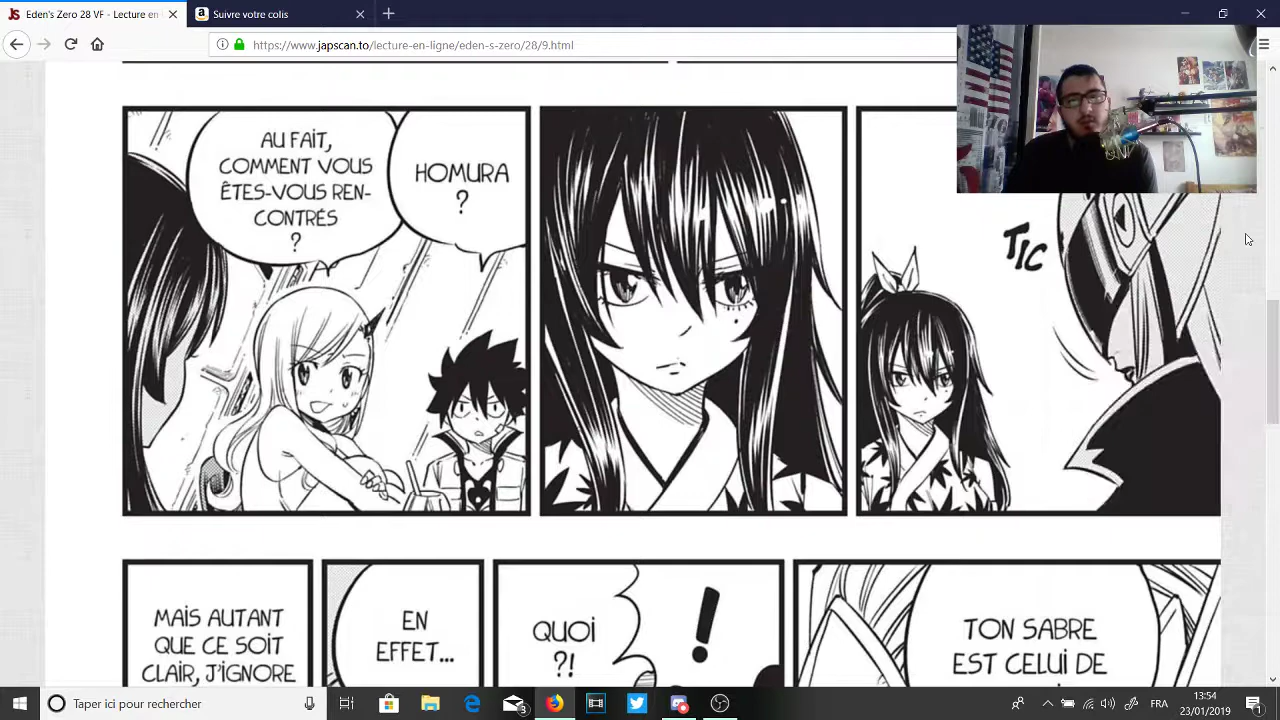 Eden's Zero 28 VF - Lecture en
Suivre votre colis
https://www.japscan.to/lecture-en-ligne/eden-s-zero/28/9.html
AU FAIT,
COMMENT VOUS
ÊTES-VOUS REN-
CONTRÉS
?
HOMURA
?
TIC
MAIS AUTANT
QUE CE SOIT
CLAIR, J'IGNORE
EN
EFFET...
QUOI
?!
!
TON SABRE
EST CELUI DE
Taper ici pour rechercher
3
FRA
13:54
23/01/2019
1